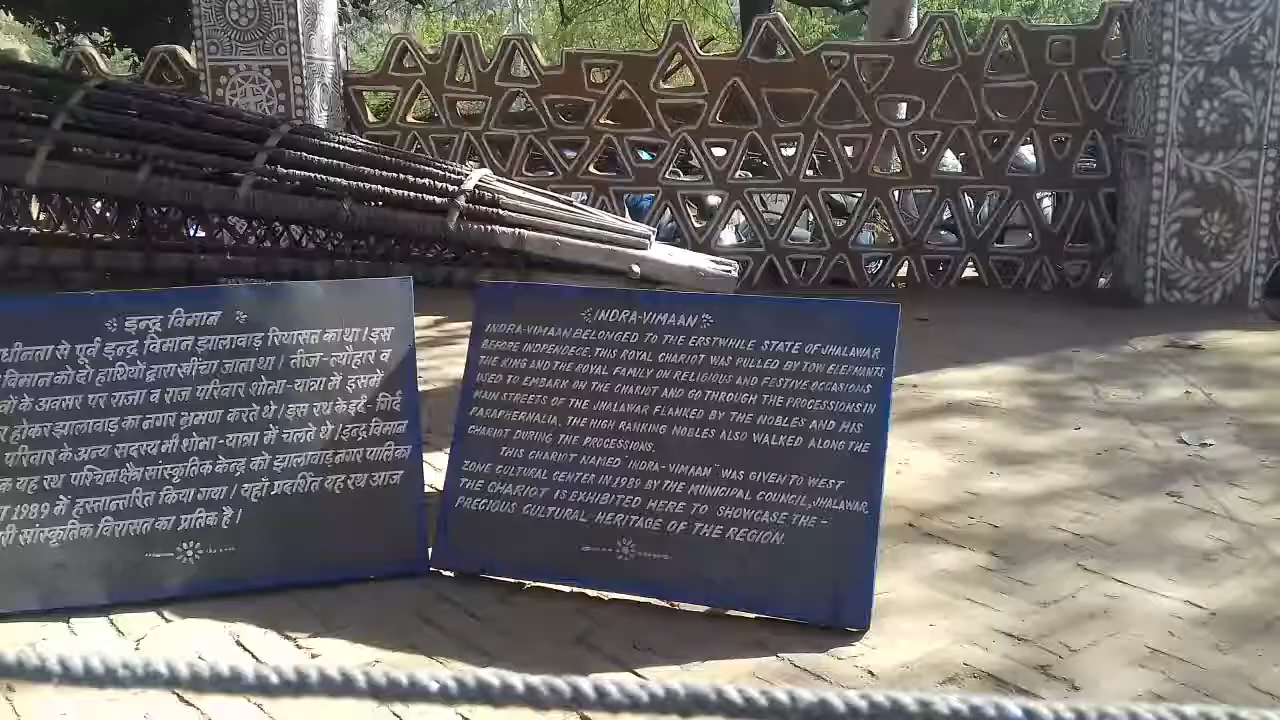 इन्द्र विमान
धीनता से पूर्व इन्द्र विमान झालावाड़ रियासत का था। इस
विमान को दो हाथियों द्वारा खींचा जाता था। तीज-त्यौहार व
के अवसर पर राजा व राज परिवार शोभा-यात्रा में इसमें
होकर झालावाड़ का नगर भ्रमण करते थे। इस रथ के इर्द-गिर्द
परिवार के अन्य सदस्य भी शोभा-यात्रा में चलते थे। इन्द्र विमान
यह रथ पश्चिम क्षेत्र सांस्कृतिक केन्द्र को झालावाड़ नगर पालिका
1989 में हस्तान्तरित किया गया। यहाँ प्रदर्शित यह रथ आज
री सांस्कृतिक विरासत का प्रतिक है।
INDRA-VIMAAN
INDRA-VIMAAN BELONGED TO THE ERSTWHILE STATE OF JHALAWAR
BEFORE INDPENDECE, THIS ROYAL CHARIOT WAS PULLED BY TOW ELEPHANTS
THE KING AND THE ROYAL FAMILY ON RELIGIOUS AND FESTIVE OCCASIONS
USED TO EMBARK ON THE CHARIOT AND GO THROUGH THE PROCESSIONS IN
MAIN STREETS OF THE JHALAWAR FLANKED BY THE NOBLES AND HIS
PARAPHERNALIA, THE HIGH RANKING NOBLES ALSO WALKED ALONG THE
CHARIOT DURING THE PROCESSIONS.
THIS CHARIOT NAMED "INDRA-VIMAAN" WAS GIVEN TO WEST
ZONE CULTURAL CENTER IN 1989 BY THE MUNICIPAL COUNCIL, JHALAWAR.
THE CHARIOT IS EXHIBITED HERE TO SHOWCASE THE-
PRECIOUS CULTURAL HERITAGE OF THE REGION.